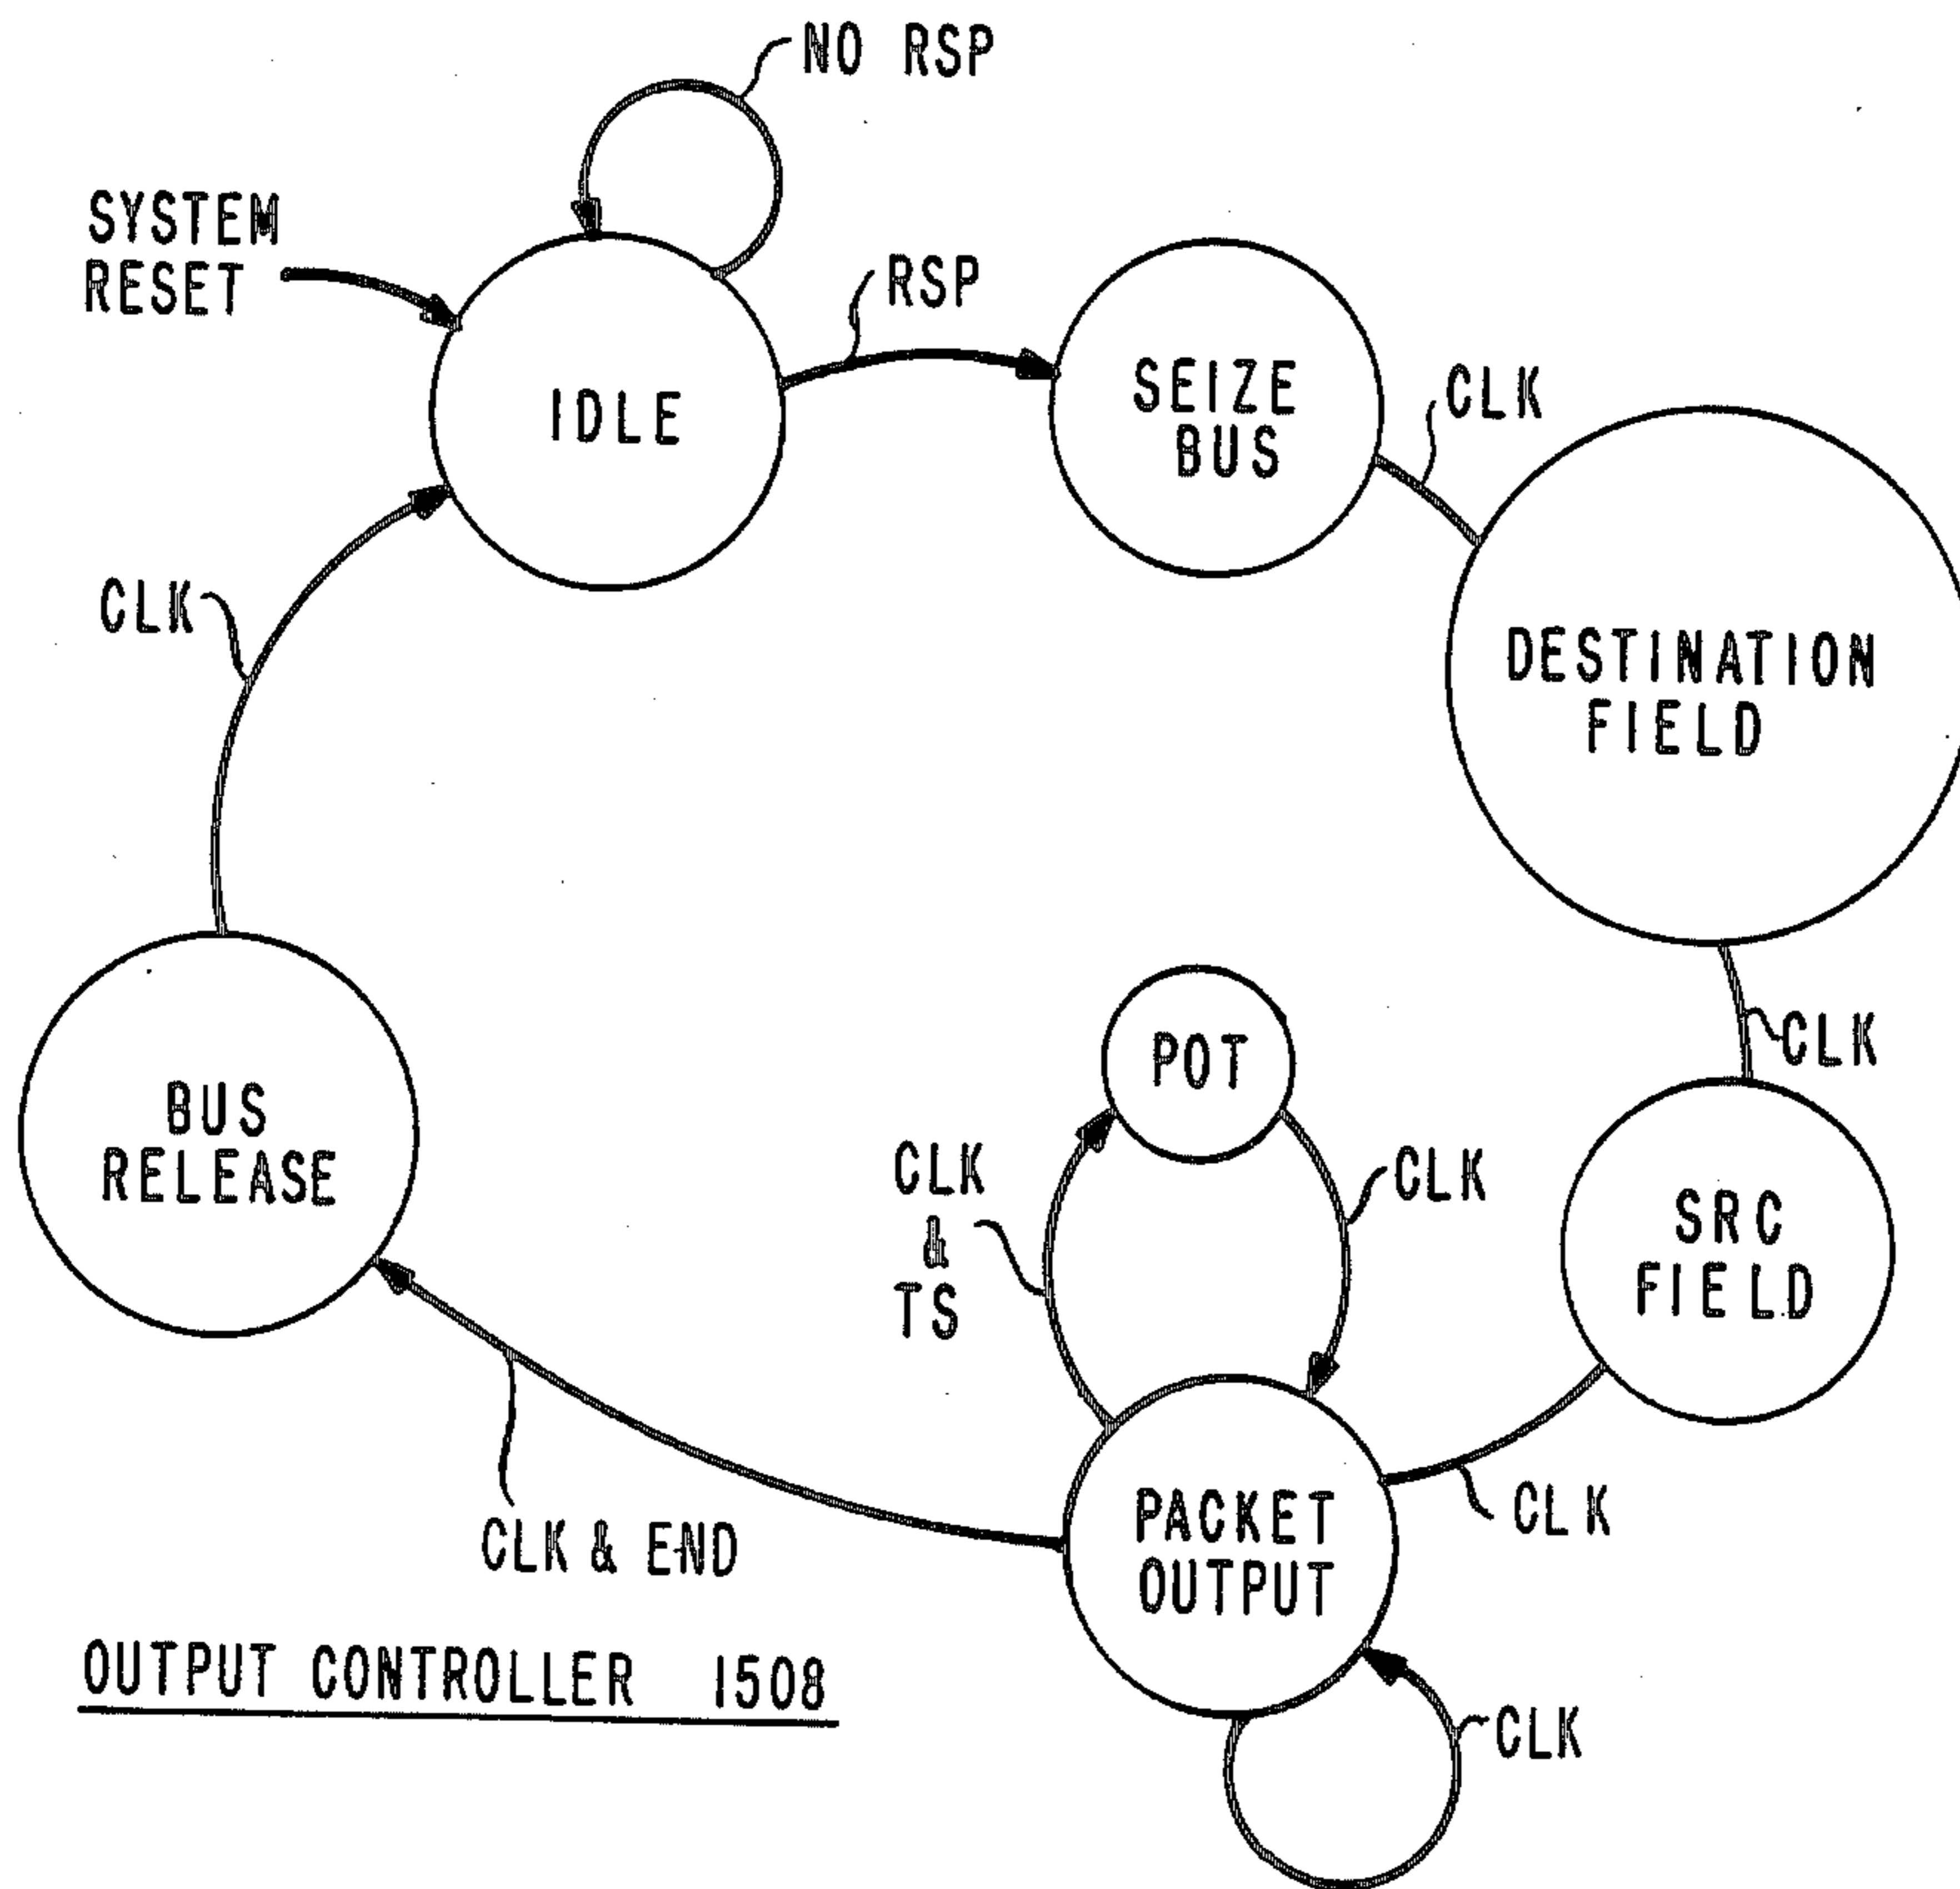 NO RSP
SYSTEM
RESET
RSP
IDLE
SEIZE
BUS
CLK
DESTINATION
FIELD
CLK
CLK
POT
BUS
RELEASE
CLK
&
TS
CLK
SRC
FIELD
PACKET
OUTPUT
CLK
CLK & END
OUTPUT CONTROLLER 1508
CLK